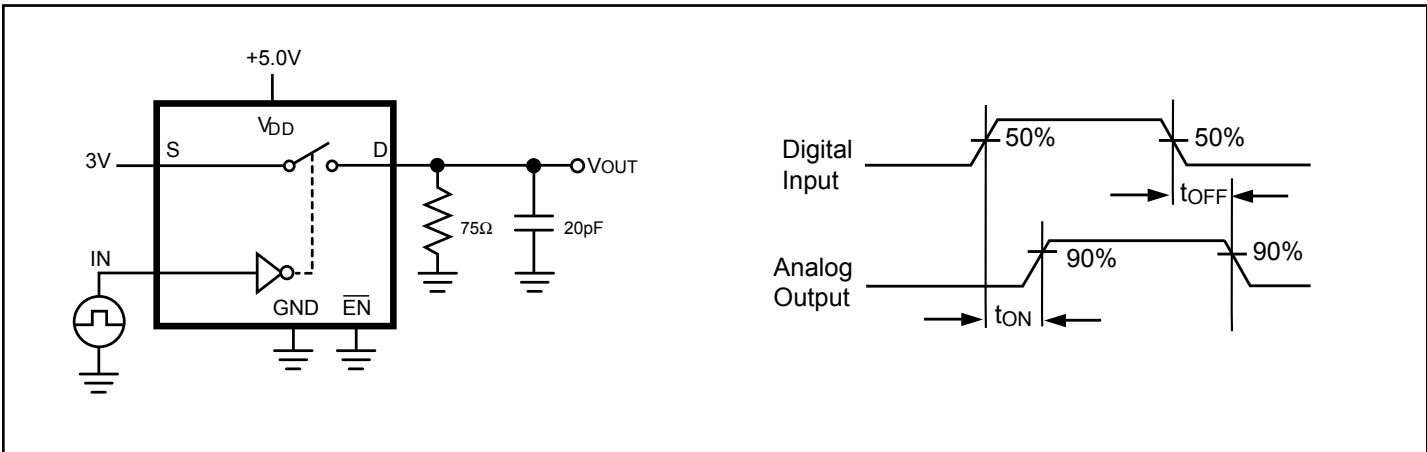 +5.0V
VDD
S
D
3V
VOUT
75Ω
20pF
IN
GND
EN
Digital
Input
50%
50%
tOFF
Analog
Output
90%
90%
tON